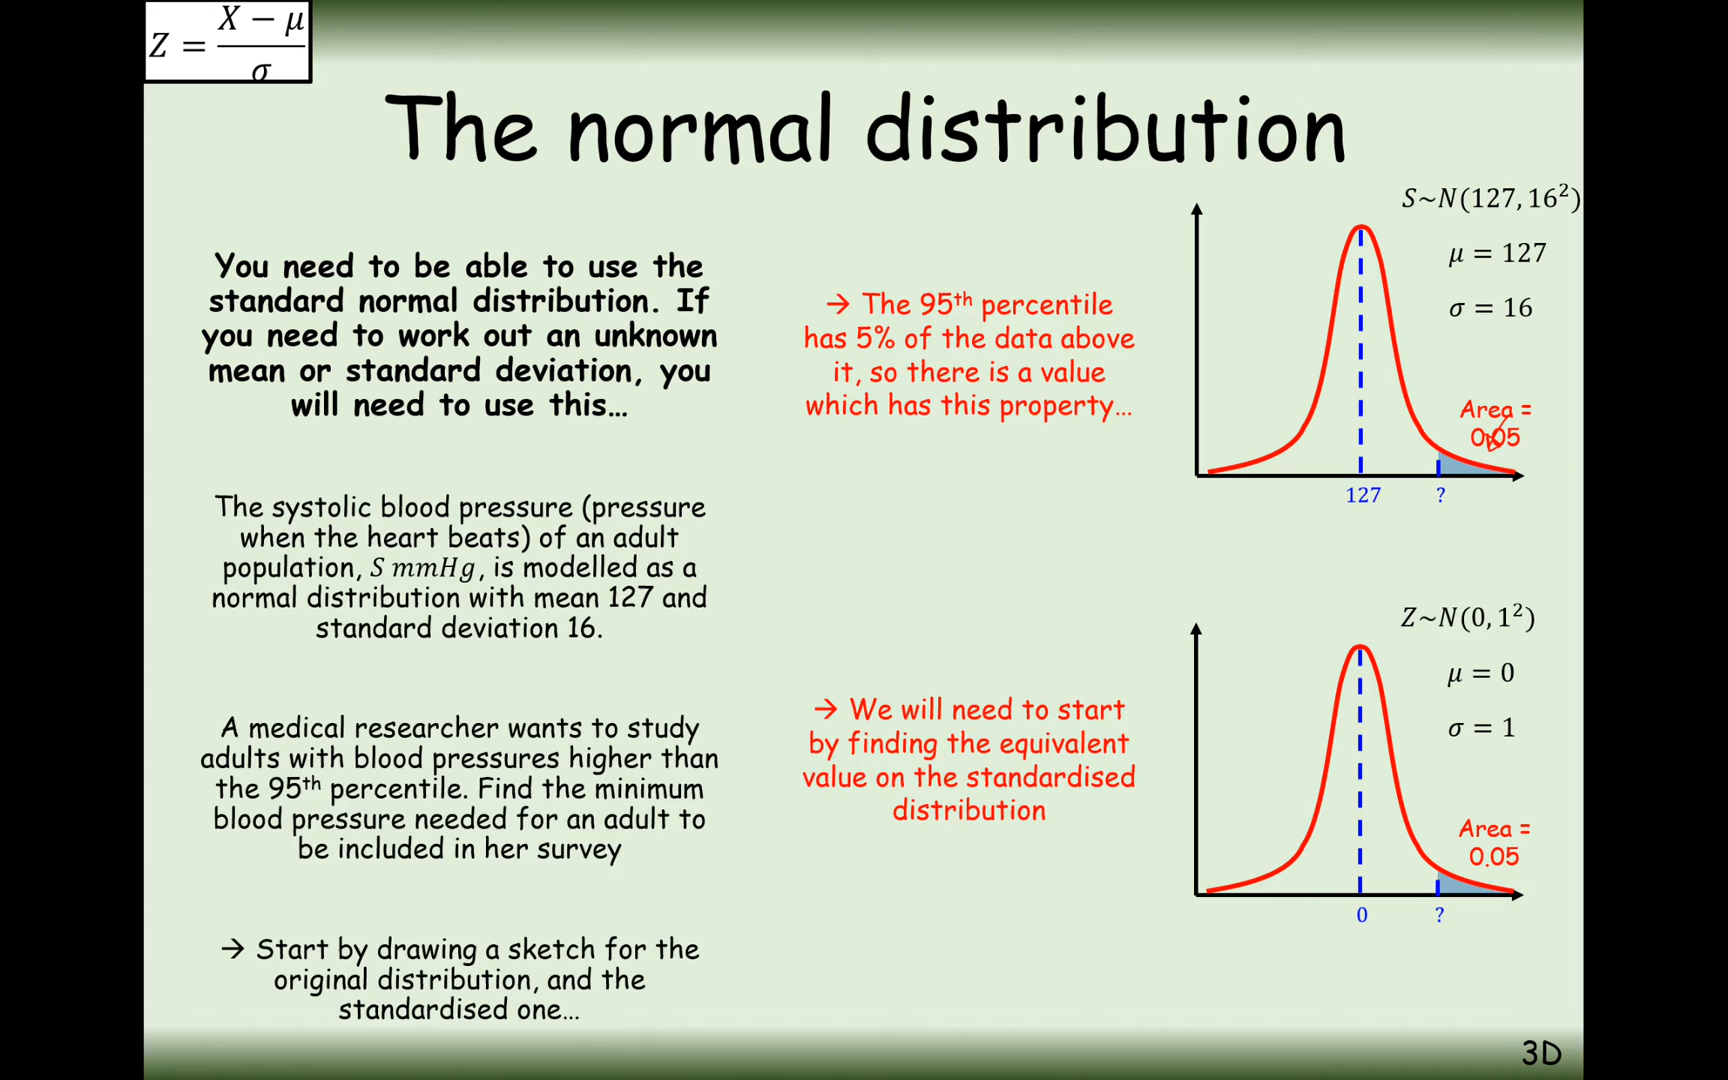 Z = (X − μ)/σ
The normal distribution
You need to be able to use the
standard normal distribution. If
you need to work out an unknown
mean or standard deviation, you
will need to use this…
The systolic blood pressure (pressure
when the heart beats) of an adult
population, S mmHg, is modelled as a
normal distribution with mean 127 and
standard deviation 16.
A medical researcher wants to study
adults with blood pressures higher than
the 95th percentile. Find the minimum
blood pressure needed for an adult to
be included in her survey
→ Start by drawing a sketch for the
original distribution, and the
standardised one…
→ The 95th percentile
has 5% of the data above
it, so there is a value
which has this property…
→ We will need to start
by finding the equivalent
value on the standardised
distribution
S~N(127, 16²)
μ = 127
σ = 16
Area =
0.05
127 ?
Z~N(0, 1²)
μ = 0
σ = 1
Area =
0.05
0 ?
3D